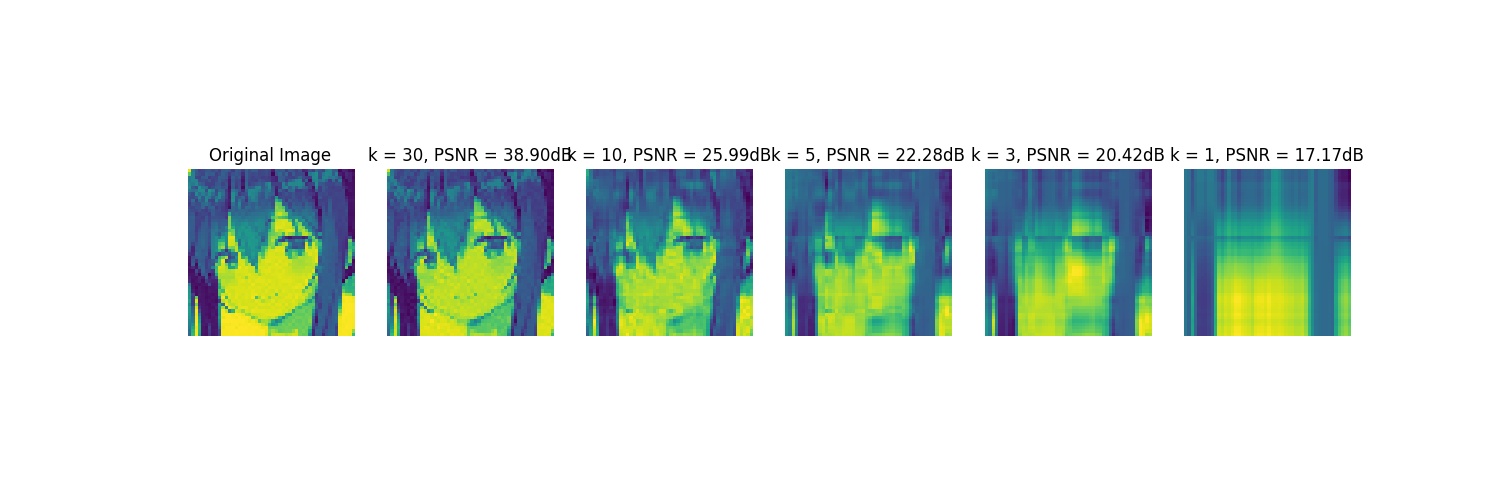 Original Image
k = 30, PSNR = 38.90dB
k = 10, PSNR = 25.99dB
k = 5, PSNR = 22.28dB
k = 3, PSNR = 20.42dB
k = 1, PSNR = 17.17dB